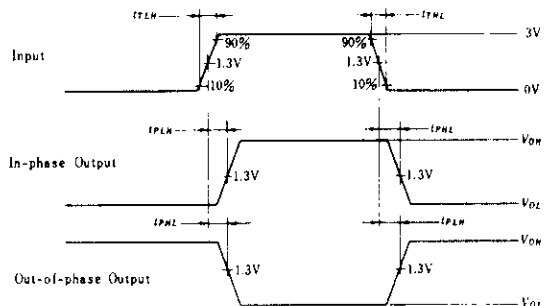 tTLH tTHL
90% 90% 3V
Input 1.3V 1.3V
10% 10% 0V
tPLH tPHL
VOH
In-phase Output 1.3V 1.3V
VOL
tPHL tPLH
VOH
1.3V 1.3V
Out-of-phase Output
VOL